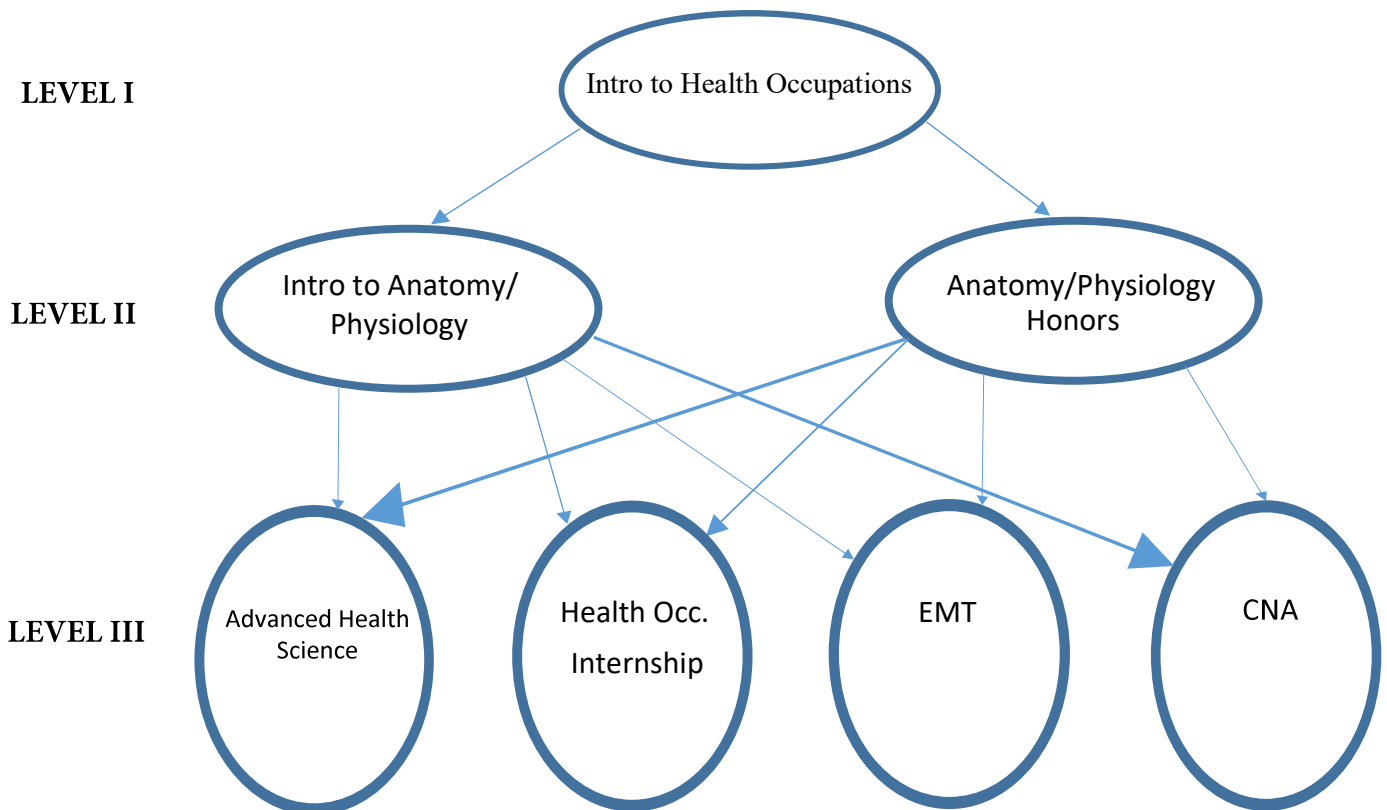 LEVEL I
Intro to Health Occupations
LEVEL II
Intro to Anatomy/
Physiology
Anatomy/Physiology
Honors
LEVEL III
Advanced Health
Science
Health Occ.
Internship
EMT
CNA